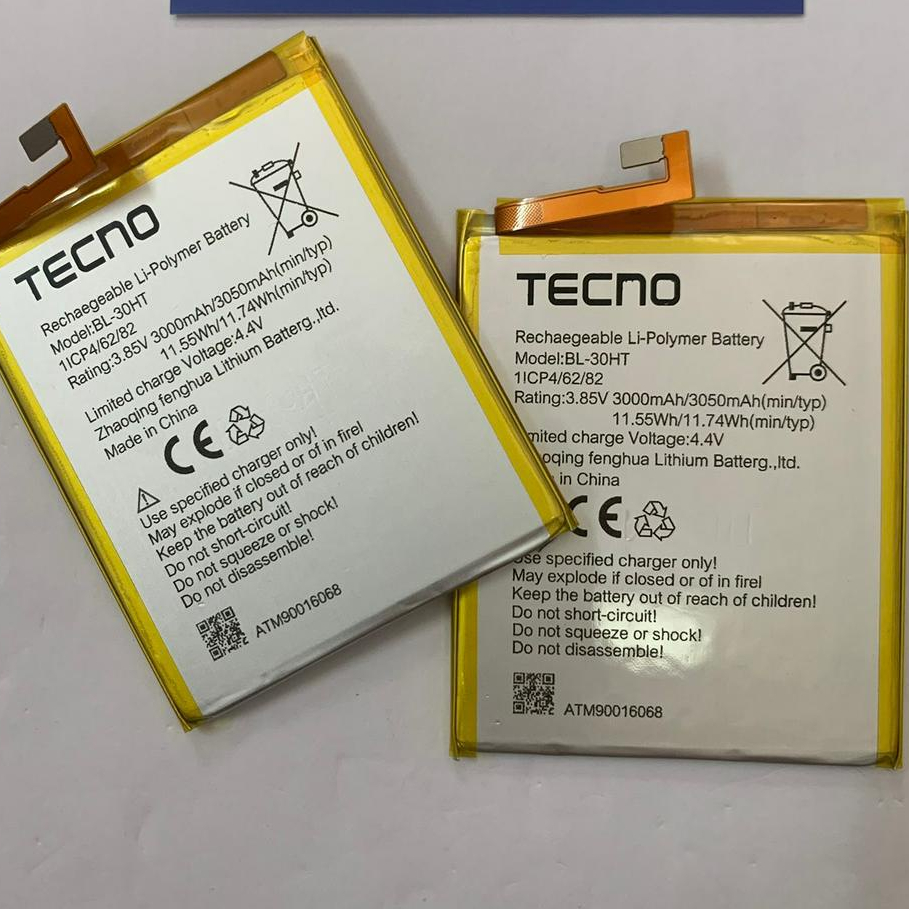 TECNO
Rechaegeable Li-Polymer Battery
Model:BL-30HT
1ICP4/62/82
Rating:3.85V 3000mAh/3050mAh(min/typ)
11.55Wh/11.74Wh(min/typ)
Limited charge Voltage:4.4V
Zhaoqing fenghua Lithium Batterg.,ltd.
Made in China
CE
Use specified charger only!
May explode if closed or of in firel
Keep the battery out of reach of children!
Do not short-circuit!
Do not squeeze or shock!
Do not disassemble!
ATM90016068
TECNO
Rechaegeable Li-Polymer Battery
Model:BL-30HT
1ICP4/62/82
Rating:3.85V 3000mAh/3050mAh(min/typ)
11.55Wh/11.74Wh(min/typ)
mited charge Voltage:4.4V
oqing fenghua Lithium Batterg.,ltd.
in China
CE
Use specified charger only!
May explode if closed or of in firel
Keep the battery out of reach of children!
Do not short-circuit!
Do not squeeze or shock!
Do not disassemble!
ATM90016068